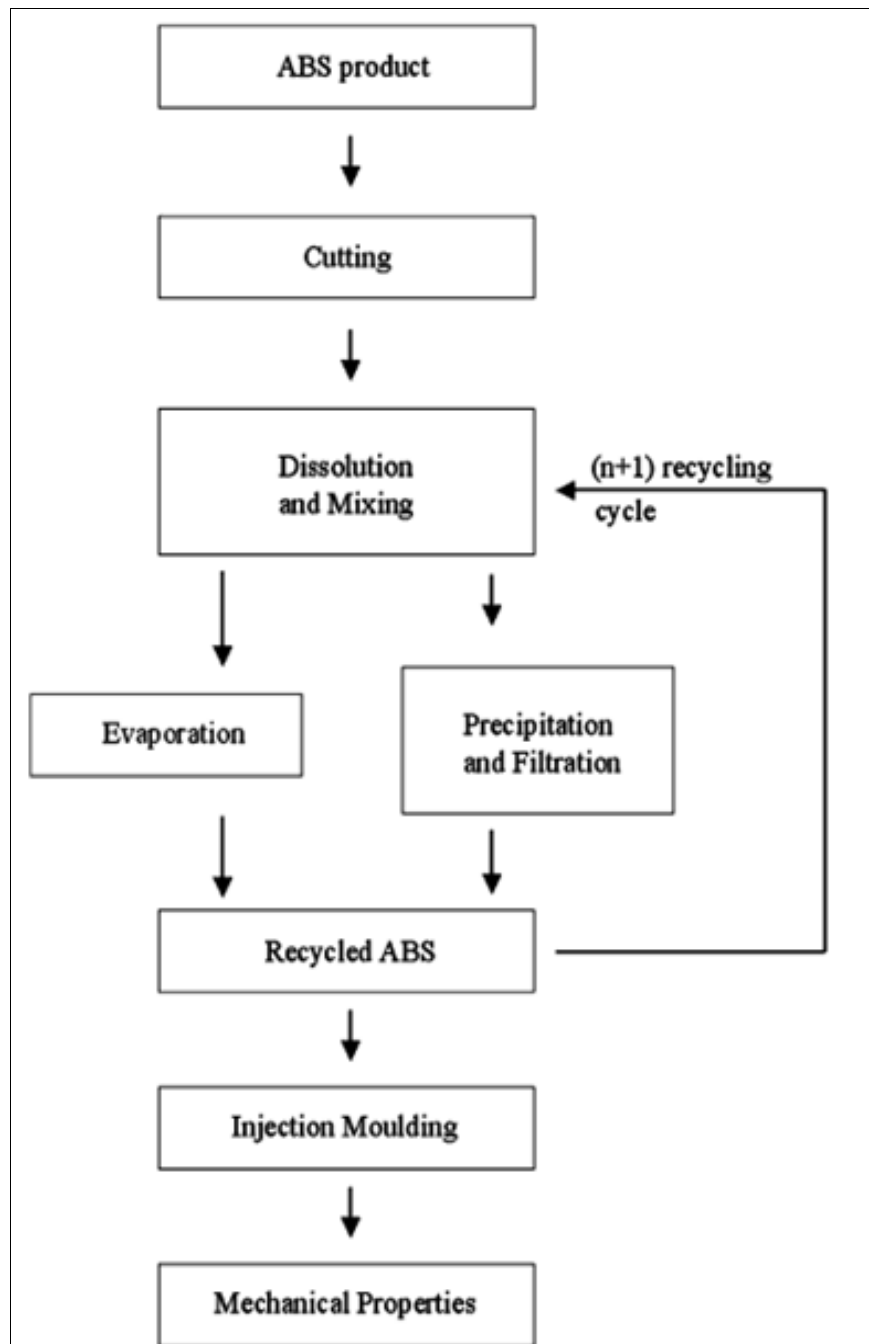 ABS product
Cutting
Dissolution
and Mixing
(n+1) recycling
cycle
Evaporation
Precipitation
and Filtration
Recycled ABS
Injection Moulding
Mechanical Properties